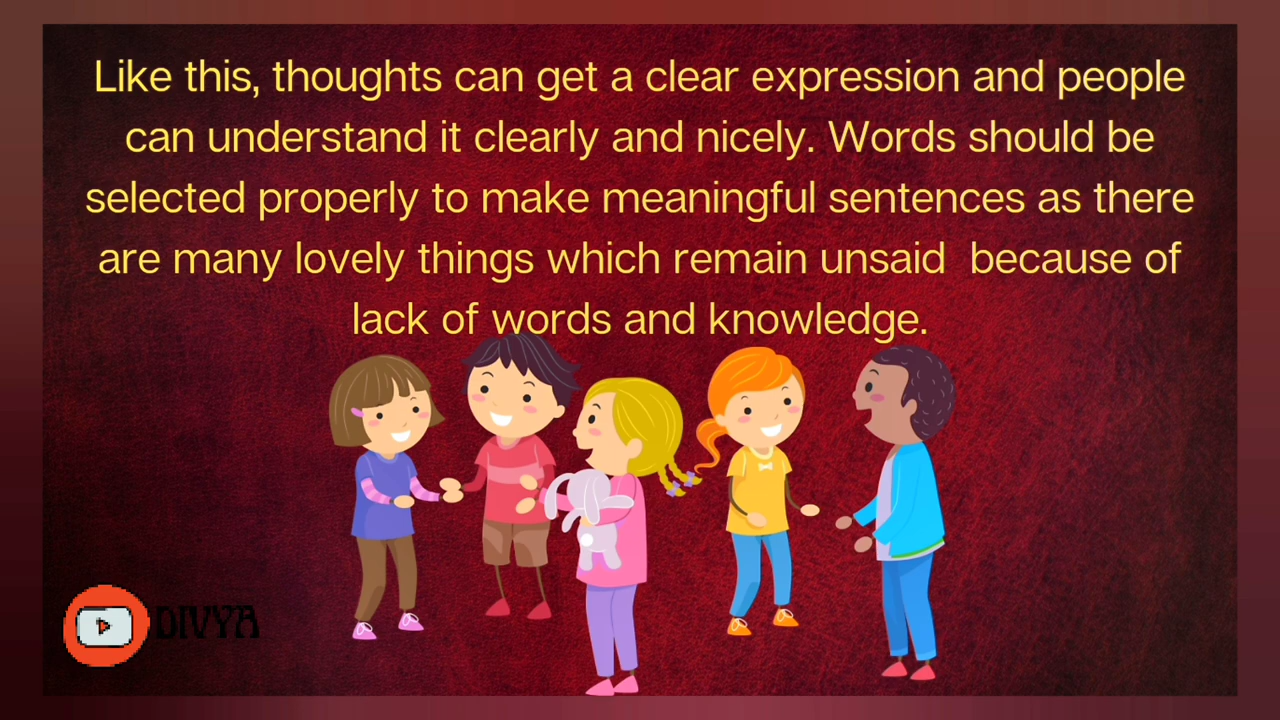 Like this, thoughts can get a clear expression and people
can understand it clearly and nicely. Words should be
selected properly to make meaningful sentences as there
are many lovely things which remain unsaid  because of
lack of words and knowledge.
DIVYA